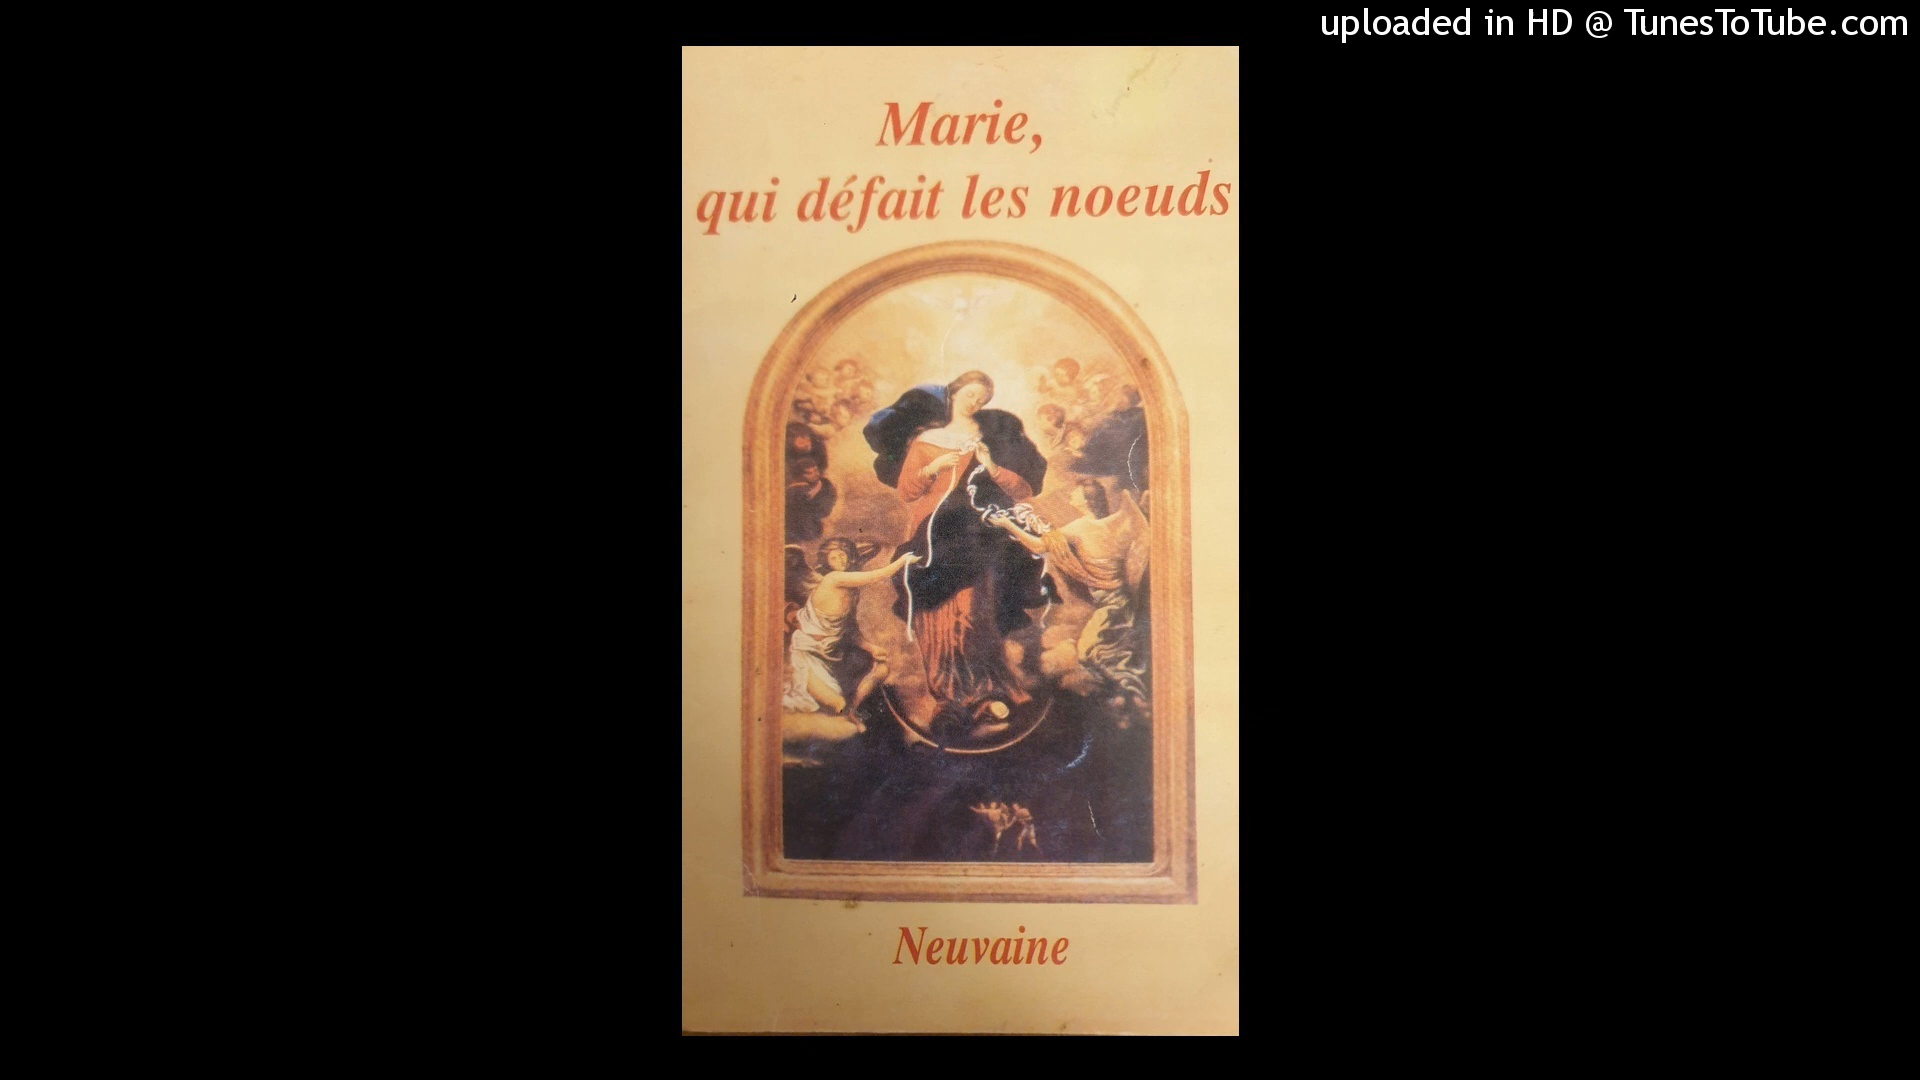 uploaded in HD @ TunesToTube.com
Marie,
qui défait les noeuds
Neuvaine